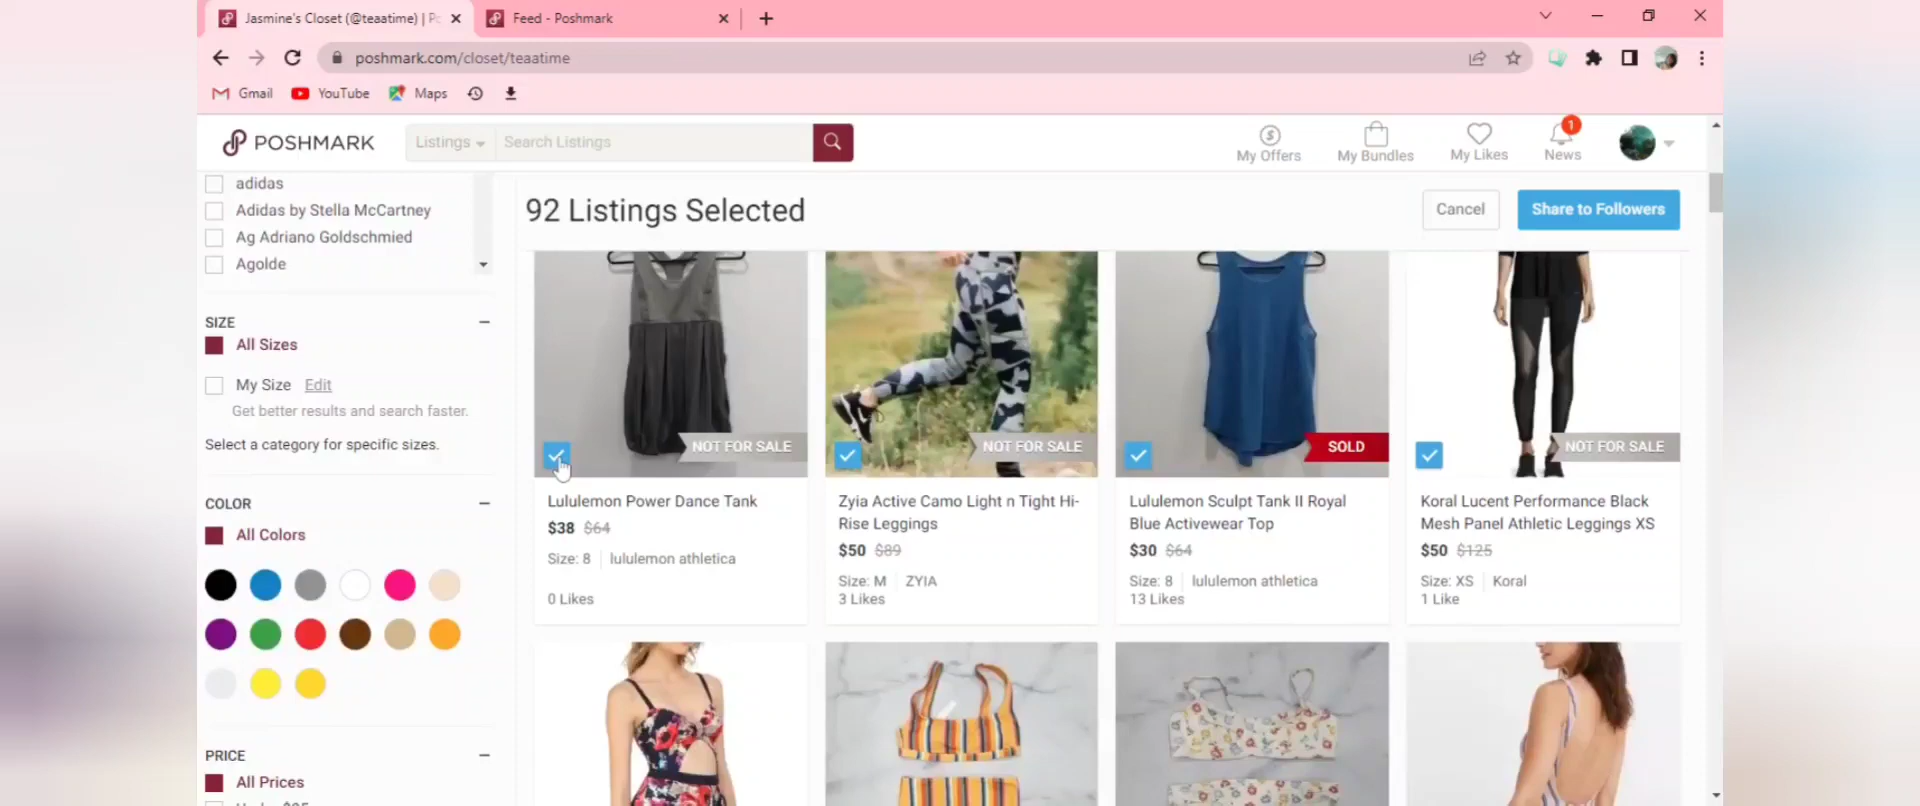 Jasmine's Closet (@teaatime) | Po
Feed - Poshmark
poshmark.com/closet/teaatime
Gmail
YouTube
Maps
POSHMARK
Listings
Search Listings
My Offers
My Bundles
My Likes
1
News
adidas
Adidas by Stella McCartney
Ag Adriano Goldschmied
Agolde
SIZE
All Sizes
My Size Edit
Get better results and search faster.
Select a category for specific sizes.
COLOR
All Colors
PRICE
All Prices
92 Listings Selected
Cancel
Share to Followers
NOT FOR SALE
Lululemon Power Dance Tank
$38 $64
Size: 8 lululemon athletica
0 Likes
NOT FOR SALE
Zyia Active Camo Light n Tight Hi-
Rise Leggings
$50 $89
Size: M ZYIA
3 Likes
SOLD
Lululemon Sculpt Tank II Royal
Blue Activewear Top
$30 $64
Size: 8 lululemon athletica
13 Likes
NOT FOR SALE
Koral Lucent Performance Black
Mesh Panel Athletic Leggings XS
$50 $125
Size: XS Koral
1 Like